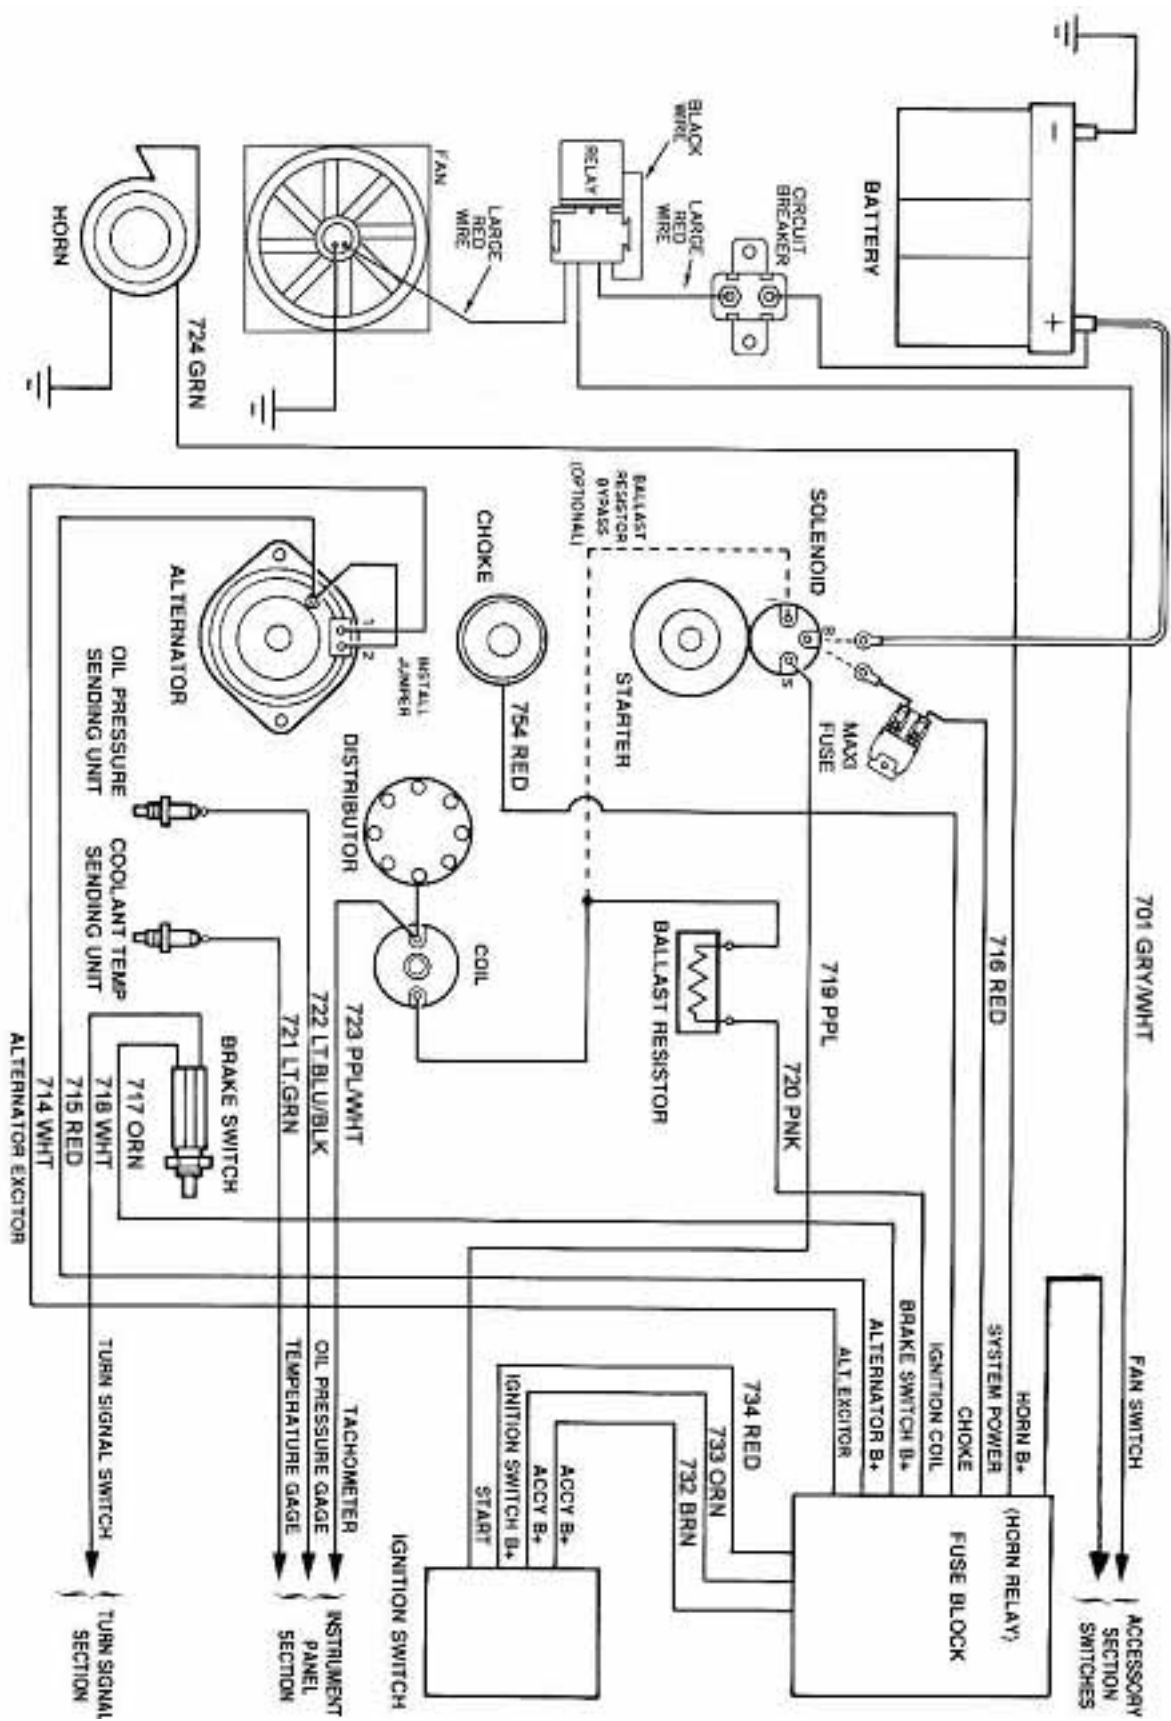 BATTERY
−
+
CIRCUIT
BREAKER
BLACK
WIRE
LARGE
RED
WIRE
RELAY
LARGE
RED
WIRE
FAN
HORN
724 GRN
701 GRY/WHT
SOLENOID
R
S
I
MAXI
FUSE
STARTER
BALLAST
RESISTOR
BYPASS
(OPTIONAL)
CHOKE
754 RED
ALTERNATOR
1
2
INSTALL
JUMPER
DISTRIBUTOR
COIL
BALLAST RESISTOR
716 RED
719 PPL
720 PNK
OIL PRESSURE
SENDING UNIT
COOLANT TEMP
SENDING UNIT
BRAKE SWITCH
723 PPL/WHT
722 LT.BLU/BLK
721 LT.GRN
717 ORN
718 WHT
715 RED
714 WHT
ALTERNATOR EXCITOR
FAN SWITCH
HORN B+
SYSTEM POWER
CHOKE
IGNITION COIL
BRAKE SWITCH B+
ALTERNATOR B+
ALT. EXCITOR
734 RED
733 ORN
732 BRN
ACCY B+
ACCY B+
IGNITION SWITCH B+
START
TACHOMETER
OIL PRESSURE GAGE
TEMPERATURE GAGE
TURN SIGNAL SWITCH
(HORN RELAY)
FUSE BLOCK
IGNITION SWITCH
ACCESSORY
SECTION
SWITCHES
INSTRUMENT
PANEL
SECTION
TURN SIGNAL
SECTION